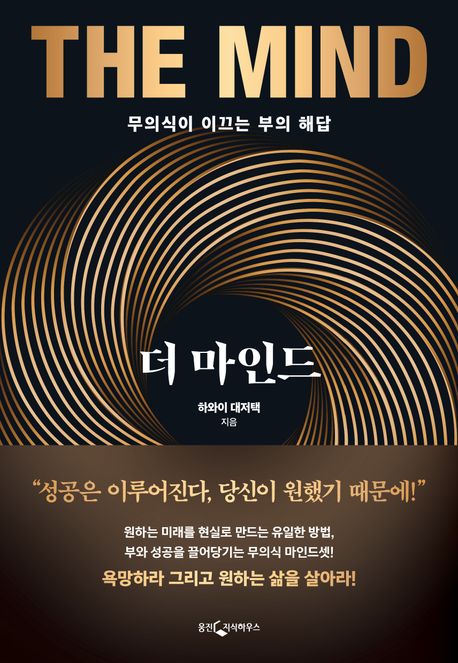 THE MIND
무의식이 이끄는 부의 해답
더 마인드
하와이 대저택
지음
“성공은 이루어진다, 당신이 원했기 때문에!”
원하는 미래를 현실로 만드는 유일한 방법,
부와 성공을 끌어당기는 무의식 마인드셋!
욕망하라 그리고 원하는 삶을 살아라!
웅진 지식하우스